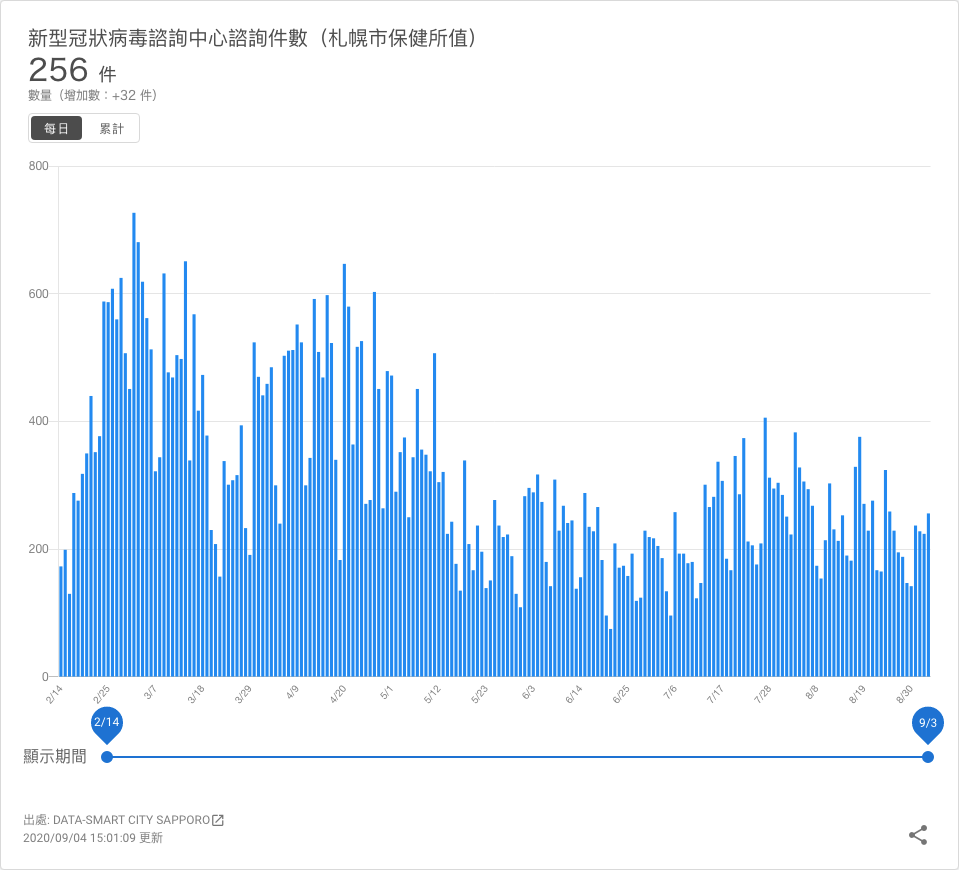 新型冠狀病毒諮詢中心諮詢件數（札幌市保健所值）
256 件
數量（增加數：+32 件）
每日 累計
800
600
400
200
0
2/14 2/25 3/7 3/18 3/29 4/9 4/20 5/1 5/12 5/23 6/3 6/14 6/25 7/6 7/17 7/28 8/8 8/19 8/30
2/14 9/3
顯示期間
出處: DATA-SMART CITY SAPPORO
2020/09/04 15:01:09 更新